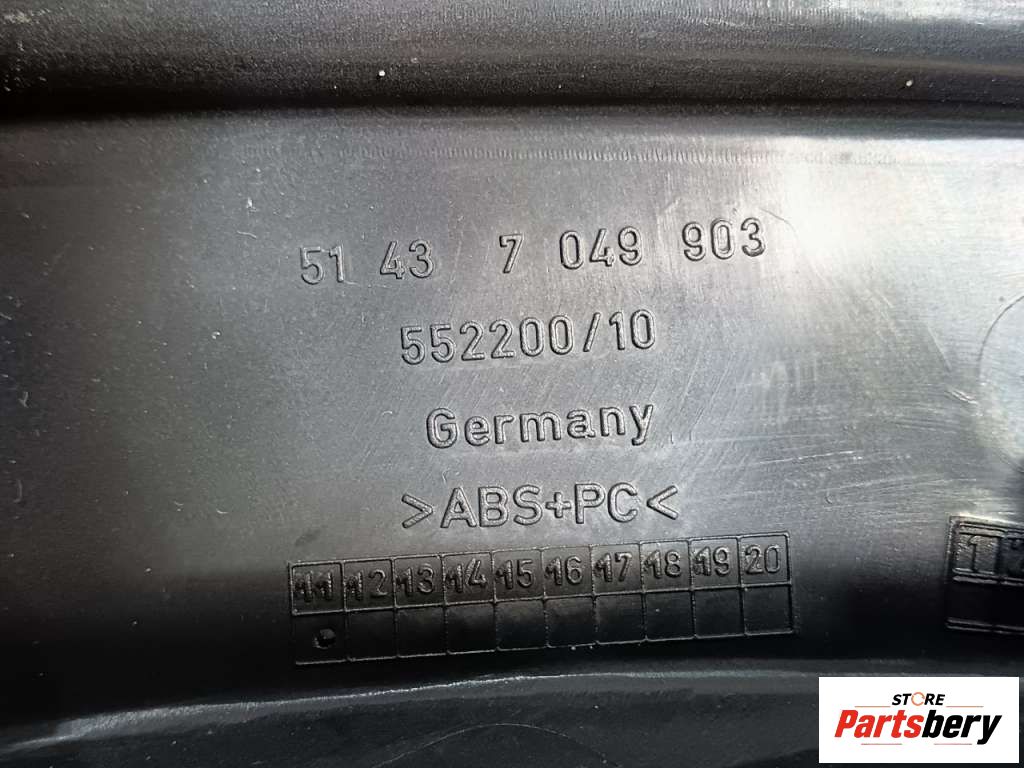 51 43 7 049 903
552200/10
Germany
>ABS+PC<
11 12 13 14 15 16 17 18 19 20
1
STORE
Partsbery